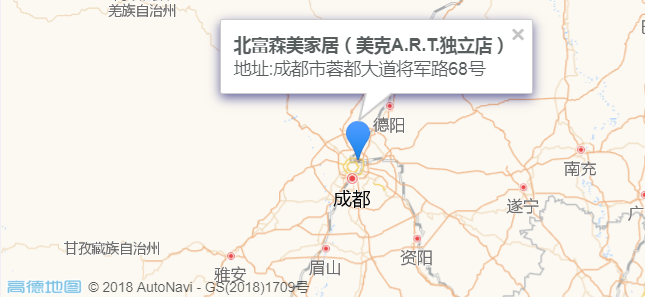 羌族自治州
北富森美家居（美克A.R.T.独立店）
地址:成都市蓉都大道将军路68号
德阳
南充
成都
遂宁
广
甘孜藏族自治州
资阳
雅安
眉山
高德地图 © 2018 AutoNavi - GS(2018)1709号